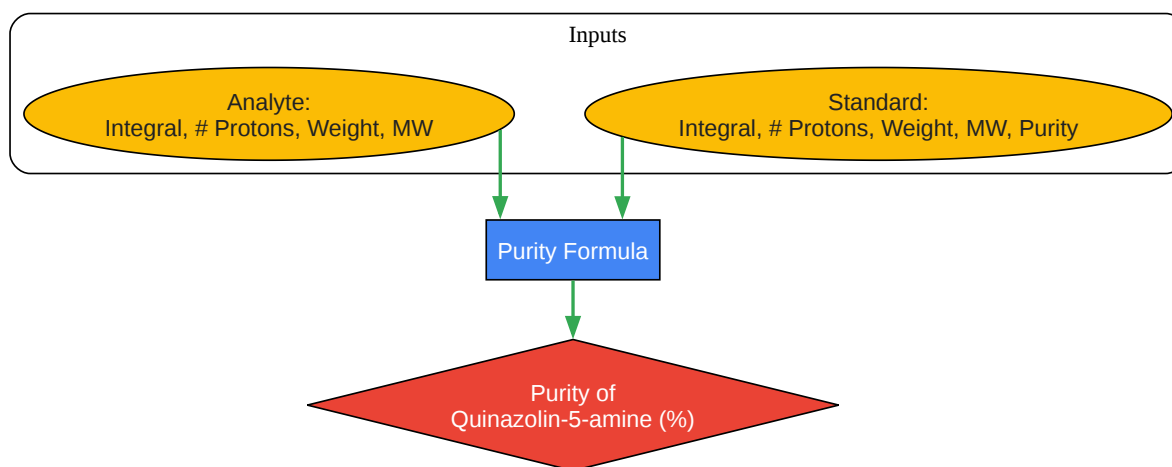 Inputs
Analyte:
Integral, # Protons, Weight, MW
Standard:
Integral, # Protons, Weight, MW, Purity
Purity Formula
Purity of
Quinazolin-5-amine (%)